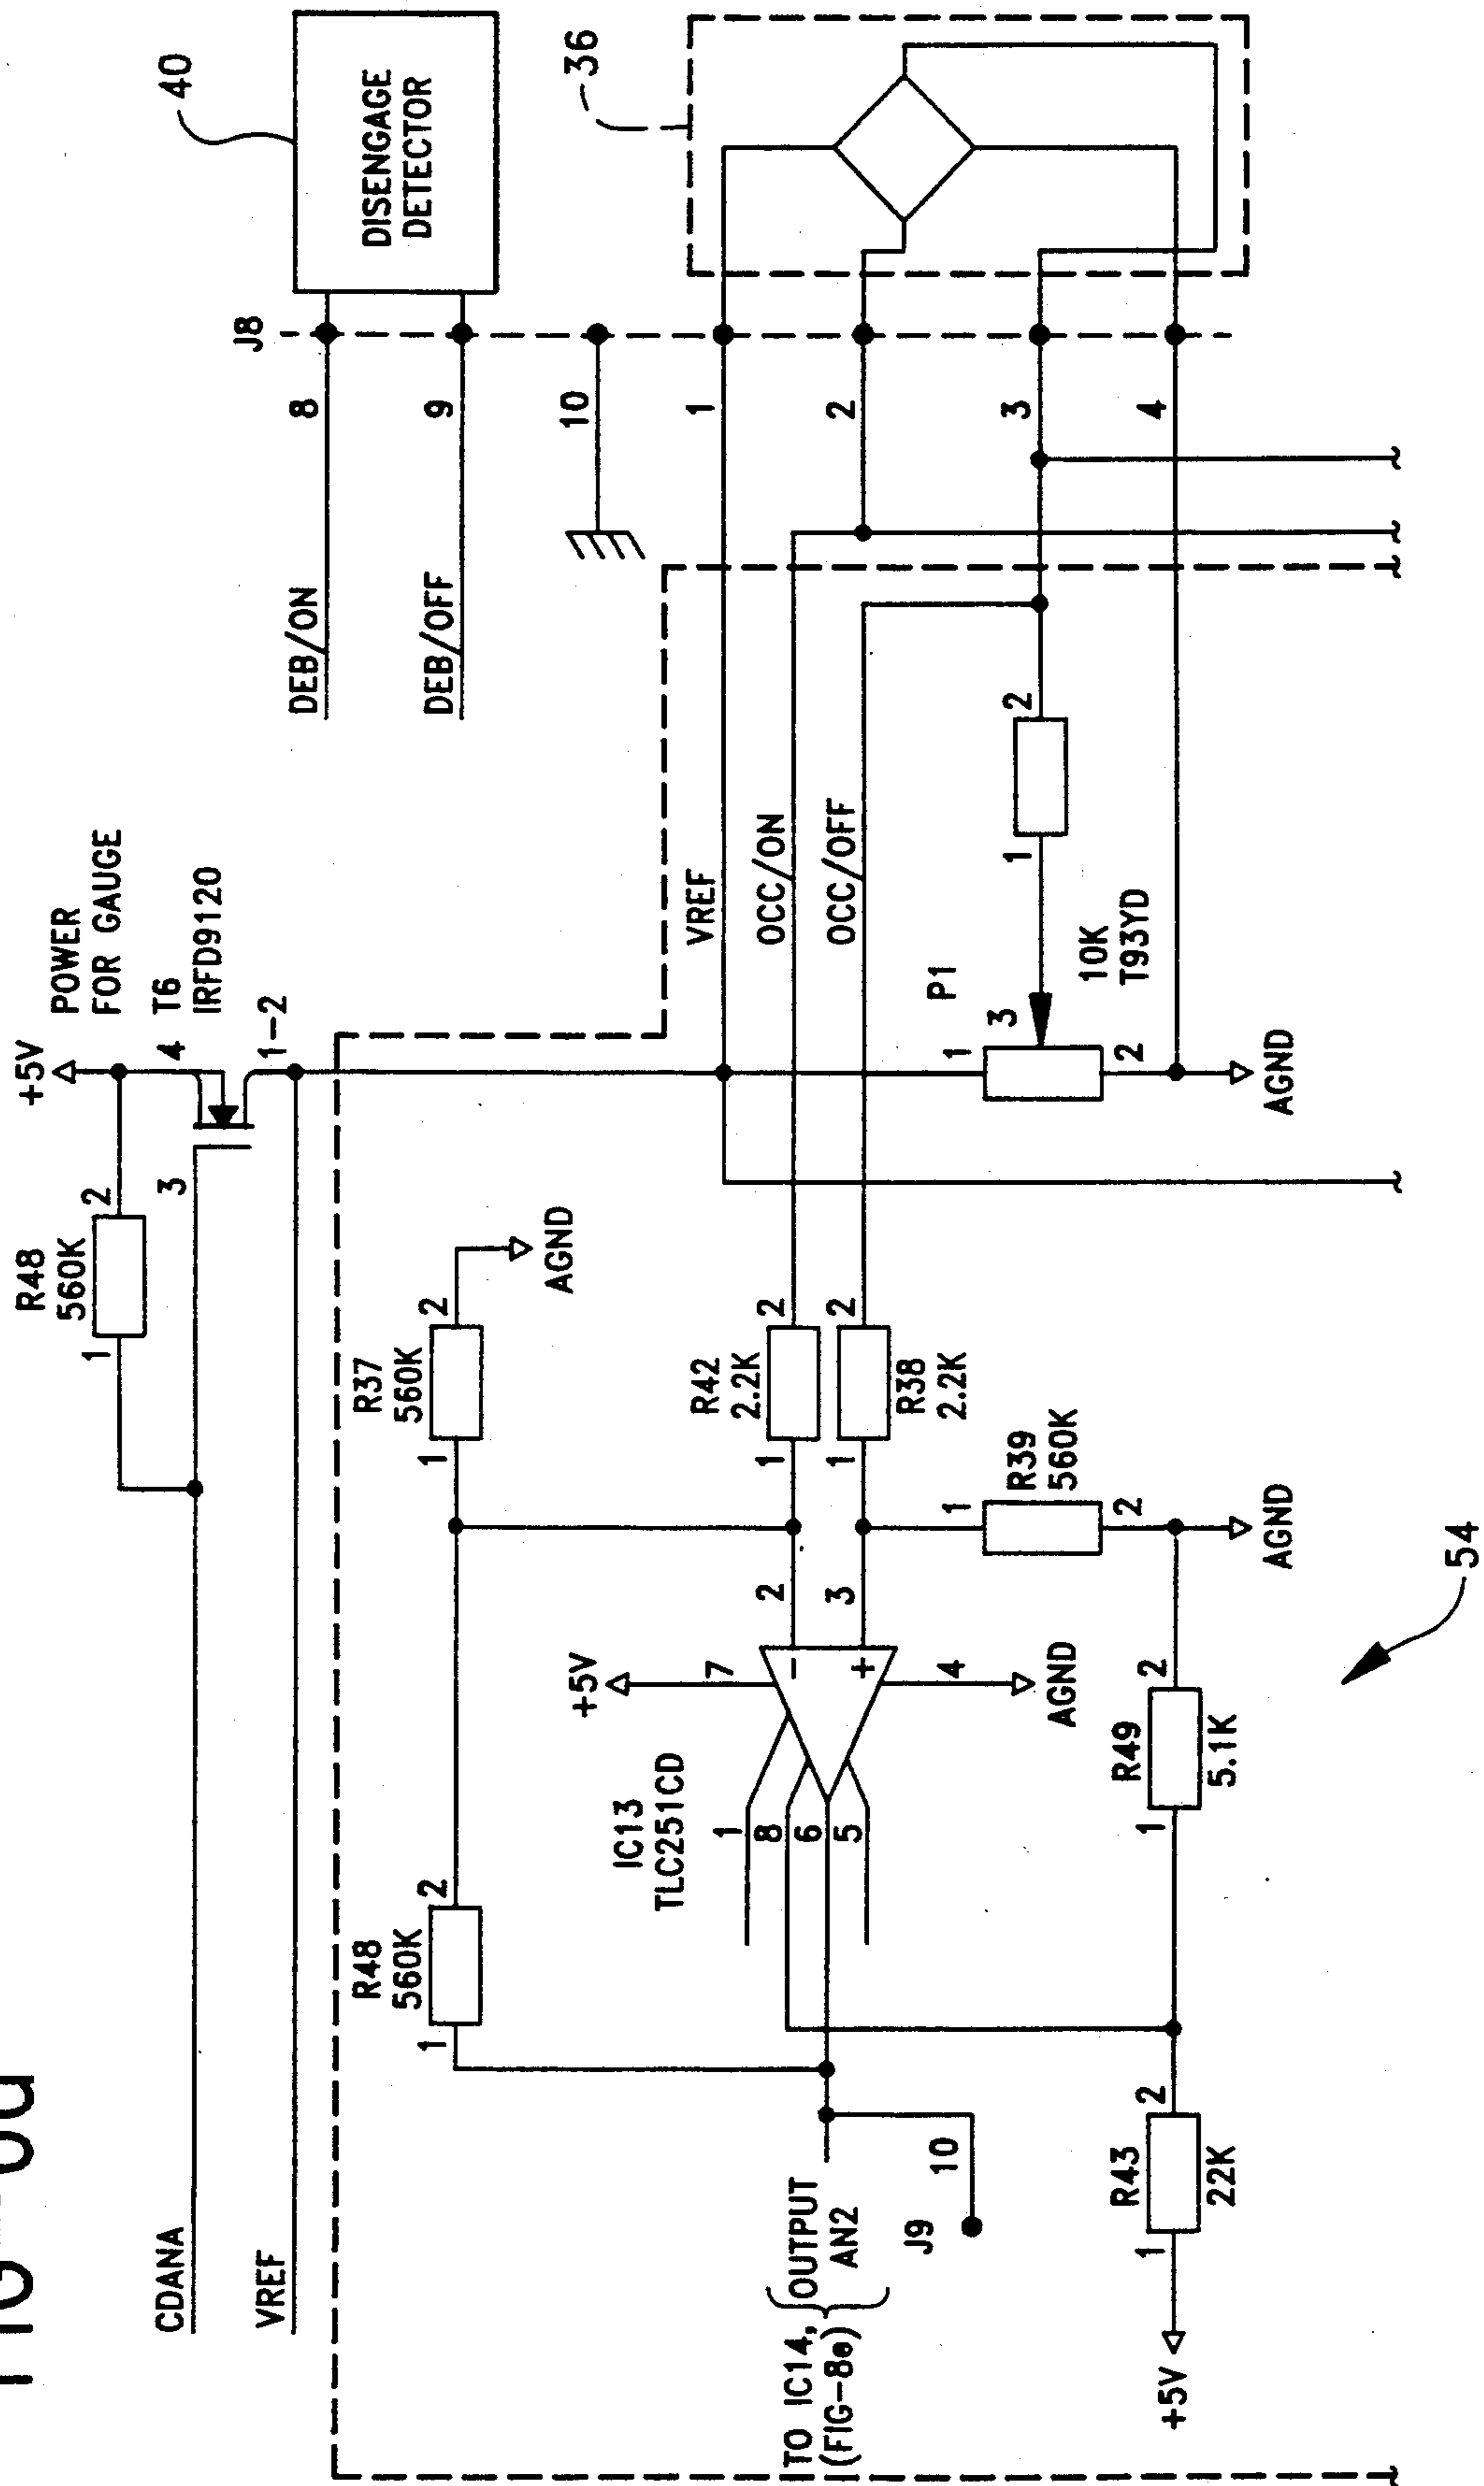 R48
560K
1
2
+5V
POWER
FOR GAUGE
T6
IRFD9120
4
3
1-2
CDANA
VREF
40
DISENGAGE
DETECTOR
J8
DEB/ON
8
DEB/OFF
9
10
36
R48
560K
1
2
R37
560K
1
2
AGND
VREF
1
OCC/ON
2
OCC/OFF
3
4
R42
2.2K
1
2
R38
2.2K
1
2
R39
560K
1
2
AGND
IC13
TLC251CD
+5V
7
2
3
-
+
4
AGND
1
8
6
5
TO IC14,
(FIG-8e)
OUTPUT
AN2
J9
10
P1
1
3
2
10K
T93YD
1
2
AGND
+5V
R43
22K
1
2
R49
5.1K
1
2
54